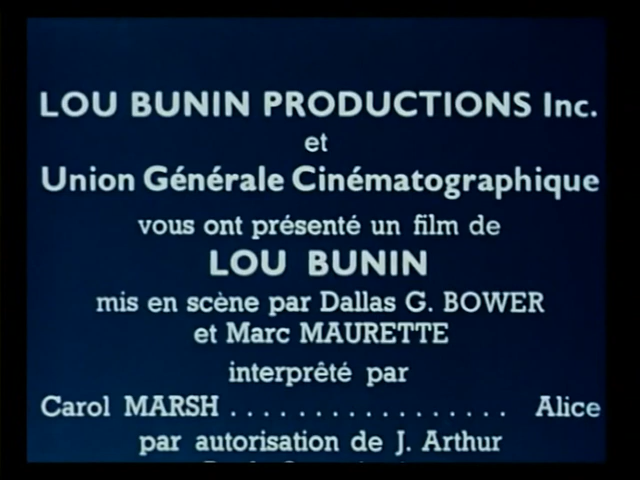 LOU BUNIN PRODUCTIONS Inc.
et
Union Générale Cinématographique
vous ont présenté un film de
LOU BUNIN
mis en scène par Dallas G. BOWER
et Marc MAURETTE
interprêté par
Carol MARSH .................. Alice
par autorisation de J. Arthur